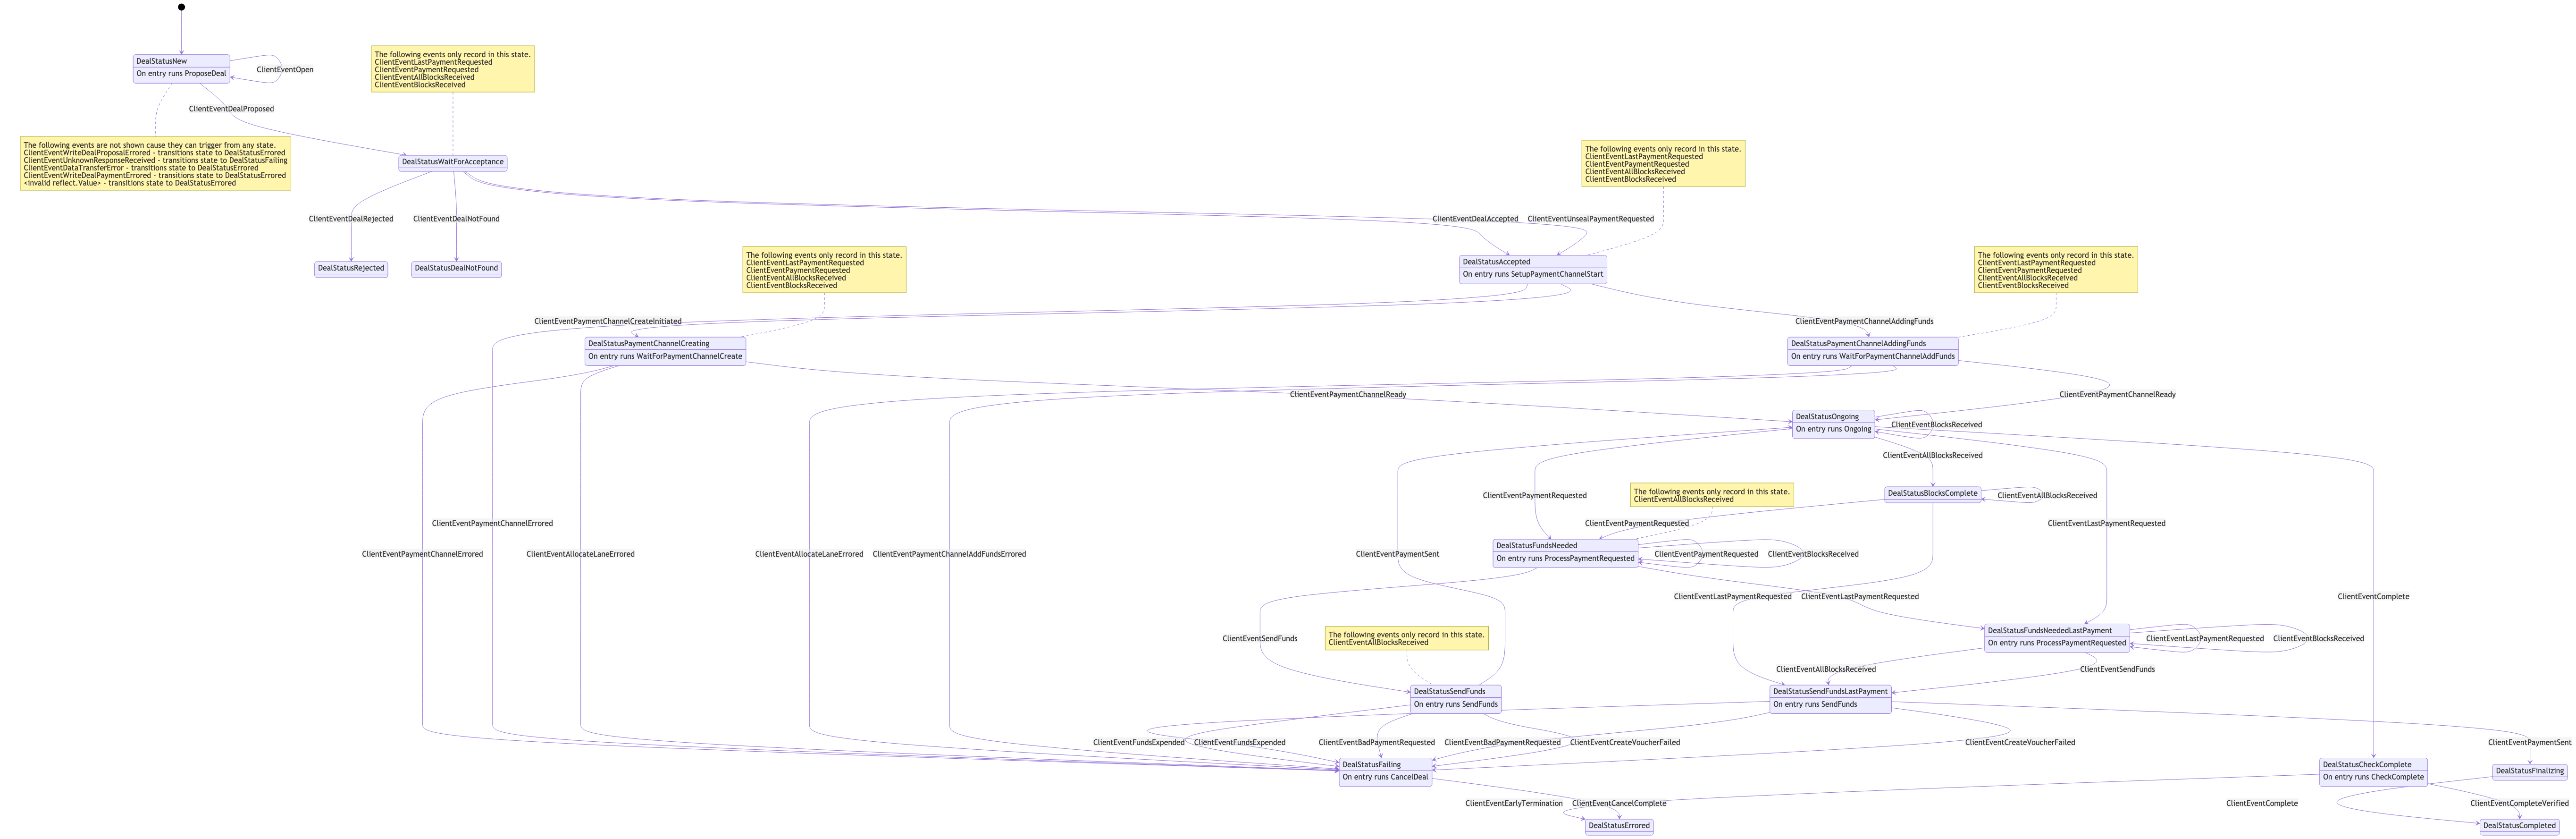 DealStatusNew
On entry runs ProposeDeal
ClientEventOpen
The following events only record in this state.
ClientEventLastPaymentRequested
ClientEventPaymentRequested
ClientEventAllBlocksReceived
ClientEventBlocksReceived
ClientEventDealProposed
The following events are not shown cause they can trigger from any state.
ClientEventWriteDealProposalErrored - transitions state to DealStatusErrored
ClientEventUnknownResponseReceived - transitions state to DealStatusFailing
ClientEventDataTransferError - transitions state to DealStatusErrored
ClientEventWriteDealPaymentErrored - transitions state to DealStatusErrored
<invalid reflect.Value> - transitions state to DealStatusErrored
DealStatusWaitForAcceptance
The following events only record in this state.
ClientEventLastPaymentRequested
ClientEventPaymentRequested
ClientEventAllBlocksReceived
ClientEventBlocksReceived
ClientEventDealRejected
ClientEventDealNotFound
ClientEventDealAccepted
ClientEventUnsealPaymentRequested
DealStatusRejected
DealStatusDealNotFound
The following events only record in this state.
ClientEventLastPaymentRequested
ClientEventPaymentRequested
ClientEventAllBlocksReceived
ClientEventBlocksReceived
DealStatusAccepted
On entry runs SetupPaymentChannelStart
The following events only record in this state.
ClientEventLastPaymentRequested
ClientEventPaymentRequested
ClientEventAllBlocksReceived
ClientEventBlocksReceived
ClientEventPaymentChannelCreateInitiated
ClientEventPaymentChannelAddingFunds
DealStatusPaymentChannelCreating
On entry runs WaitForPaymentChannelCreate
DealStatusPaymentChannelAddingFunds
On entry runs WaitForPaymentChannelAddFunds
ClientEventPaymentChannelReady
ClientEventPaymentChannelReady
DealStatusOngoing
On entry runs Ongoing
ClientEventBlocksReceived
ClientEventAllBlocksReceived
ClientEventPaymentRequested
The following events only record in this state.
ClientEventAllBlocksReceived
DealStatusBlocksComplete
ClientEventAllBlocksReceived
ClientEventPaymentChannelErrored
ClientEventPaymentRequested
ClientEventLastPaymentRequested
ClientEventPaymentChannelErrored
ClientEventAllocateLaneErrored
ClientEventAllocateLaneErrored
ClientEventPaymentChannelAddFundsErrored
ClientEventPaymentSent
DealStatusFundsNeeded
On entry runs ProcessPaymentRequested
ClientEventPaymentRequested
ClientEventBlocksReceived
ClientEventLastPaymentRequested
ClientEventLastPaymentRequested
ClientEventComplete
ClientEventSendFunds
The following events only record in this state.
ClientEventAllBlocksReceived
DealStatusFundsNeededLastPayment
On entry runs ProcessPaymentRequested
ClientEventLastPaymentRequested
ClientEventBlocksReceived
ClientEventAllBlocksReceived
ClientEventSendFunds
DealStatusSendFunds
On entry runs SendFunds
DealStatusSendFundsLastPayment
On entry runs SendFunds
ClientEventFundsExpended
ClientEventFundsExpended
ClientEventBadPaymentRequested
ClientEventBadPaymentRequested
ClientEventCreateVoucherFailed
ClientEventCreateVoucherFailed
ClientEventPaymentSent
DealStatusFailing
On entry runs CancelDeal
DealStatusCheckComplete
On entry runs CheckComplete
DealStatusFinalizing
ClientEventEarlyTermination
ClientEventCancelComplete
ClientEventComplete
ClientEventCompleteVerified
DealStatusErrored
DealStatusCompleted